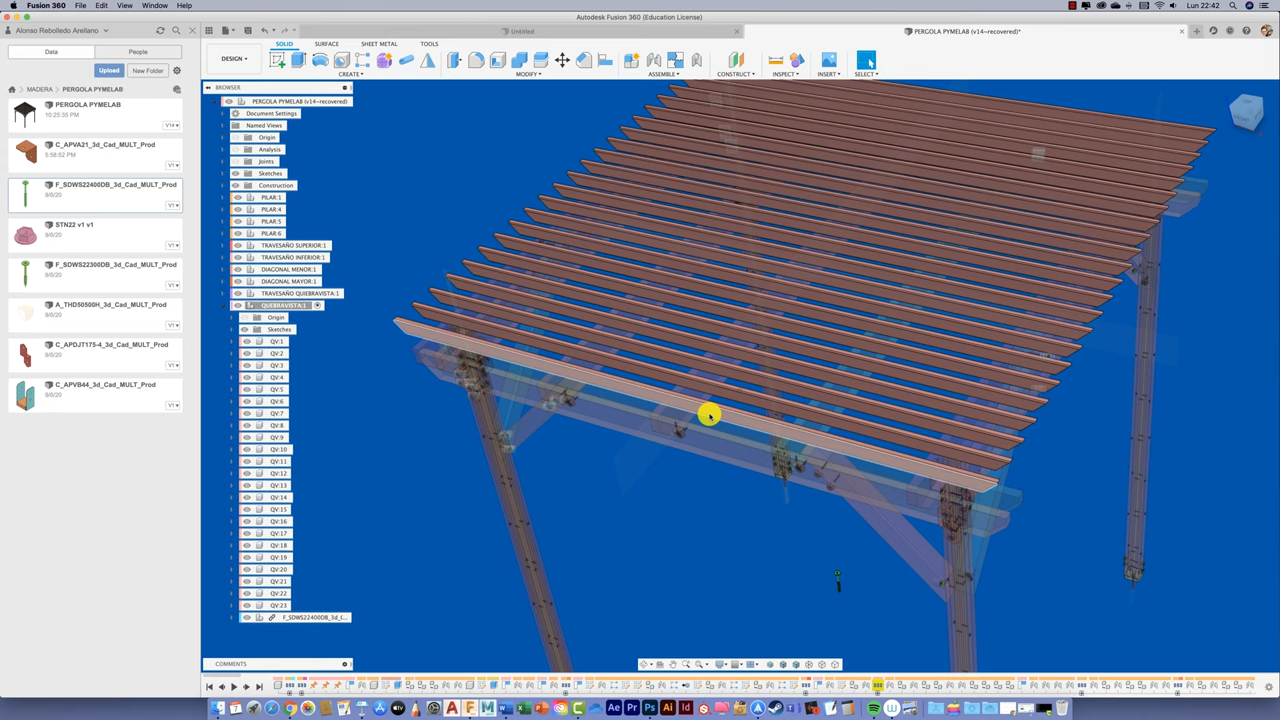 Fusion 360 File Edit View Window Help
Lun 22:42
Autodesk Fusion 360 (Education License)
Alonso Rebolledo Arellano
Untitled
PERGOLA PYMELAB (v14~recovered)*
Data People
Upload New Folder
MADERA PERGOLA PYMELAB
PERGOLA PYMELAB
10:25:35 PM
V14
C_APVA21_3d_Cad_MULT_Prod
5:58:52 PM
V1
F_SDWS22400DB_3d_Cad_MULT_Prod
9/6/20
V1
STN22 v1 v1
9/6/20
V1
F_SDWS22300DB_3d_Cad_MULT_Prod
9/6/20
V1
A_THD50500H_3d_Cad_MULT_Prod
9/6/20
V1
C_APDJT175-4_3d_Cad_MULT_Prod
9/6/20
V1
C_APVB44_3d_Cad_MULT_Prod
9/6/20
V1
SOLID SURFACE SHEET METAL TOOLS
DESIGN
CREATE MODIFY ASSEMBLE CONSTRUCT INSPECT INSERT SELECT
BROWSER
PERGOLA PYMELAB (v14~recovered)
Document Settings
Named Views
Origin
Analysis
Joints
Sketches
Construction
PILAR:1
PILAR:4
PILAR:5
PILAR:6
TRAVESAÑO SUPERIOR:1
TRAVESAÑO INFERIOR:1
DIAGONAL MENOR:1
DIAGONAL MAYOR:1
TRAVESAÑO QUIEBRAVISTA:1
QUIEBRAVISTA:1
Origin
Sketches
QV:1
QV:2
QV:3
QV:4
QV:5
QV:6
QV:7
QV:8
QV:9
QV:10
QV:11
QV:12
QV:13
QV:14
QV:15
QV:16
QV:17
QV:18
QV:19
QV:20
QV:21
QV:22
QV:23
F_SDWS22400DB_3d_C...
COMMENTS